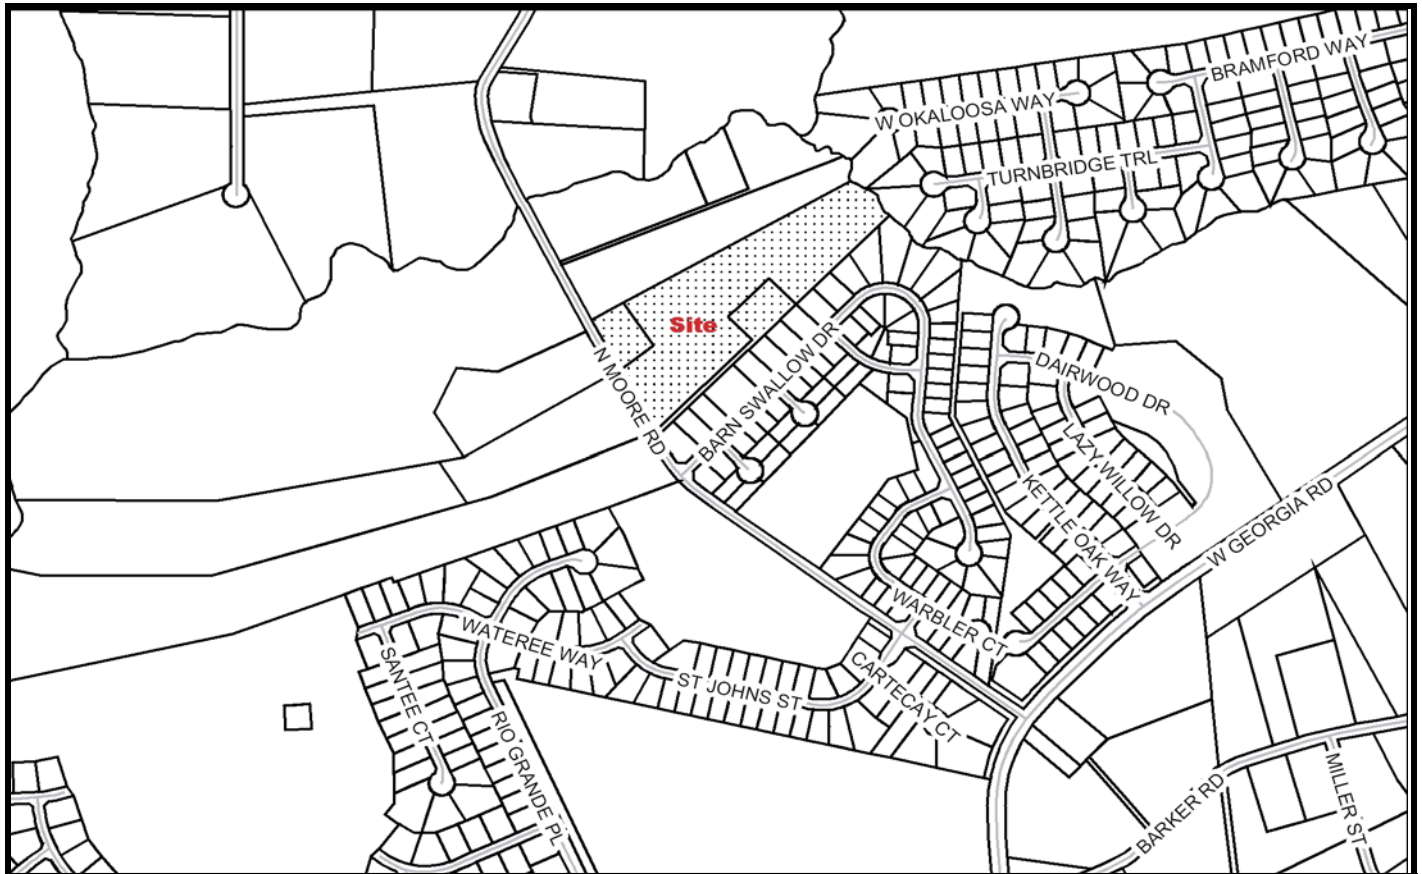 BRAMFORD WAY
W OKALOOSA WAY
TURNBRIDGE TRL
Site
N MOORE RD
BARN SWALLOW DR
DAIRWOOD DR
LAZY WILLOW DR
KETTLE OAK WAY
W GEORGIA RD
WARBLER CT
WATEREE WAY
SANTEE CT
ST JOHNS ST
CARTECAY CT
RIO GRANDE PL
BARKER RD
MILLER ST